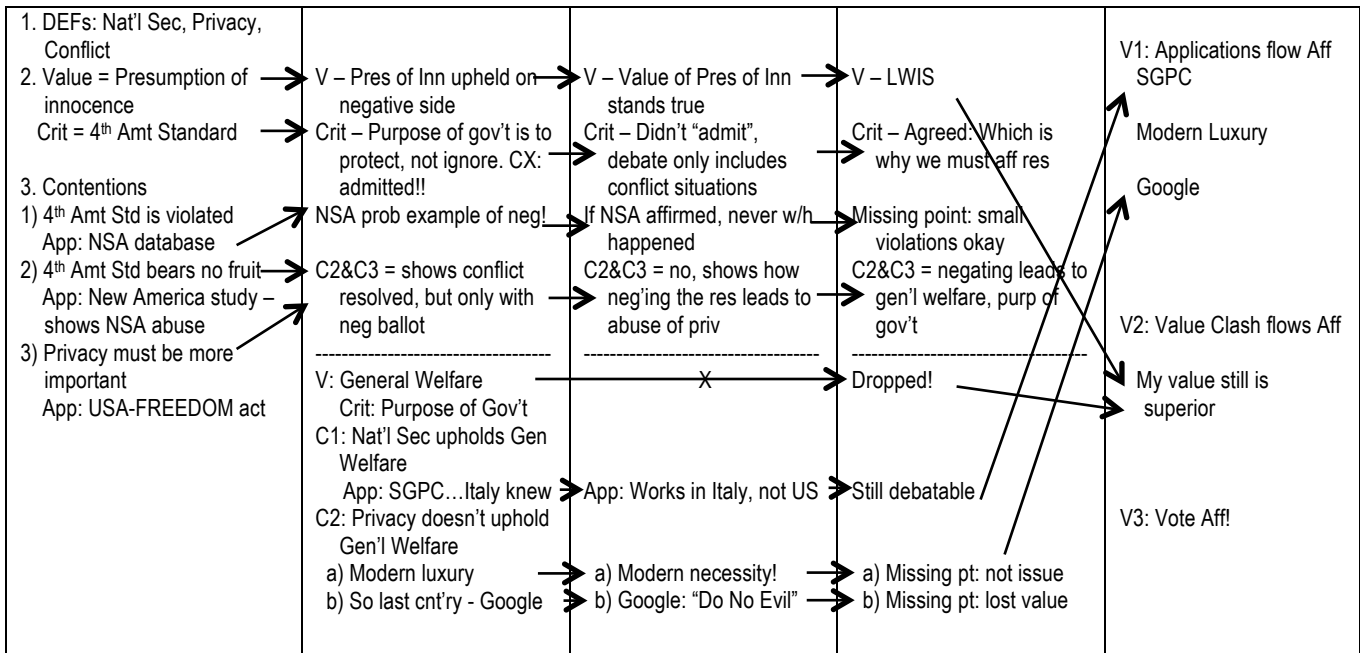 1. DEFs: Nat’l Sec, Privacy,
Conflict
2. Value = Presumption of
innocence
Crit = 4th Amt Standard
3. Contentions
1) 4th Amt Std is violated
App: NSA database
2) 4th Amt Std bears no fruit
App: New America study –
shows NSA abuse
3) Privacy must be more
important
App: USA-FREEDOM act
V – Pres of Inn upheld on
negative side
Crit – Purpose of gov’t is to
protect, not ignore. CX:
admitted!!
NSA prob example of neg!
C2&C3 = shows conflict
resolved, but only with
neg ballot
----------------------------------
V: General Welfare
Crit: Purpose of Gov’t
C1: Nat’l Sec upholds Gen
Welfare
App: SGPC…Italy knew
C2: Privacy doesn’t uphold
Gen’l Welfare
a) Modern luxury
b) So last cnt’ry - Google
V – Value of Pres of Inn
stands true
Crit – Didn’t “admit”,
debate only includes
conflict situations
If NSA affirmed, never w/h
happened
C2&C3 = no, shows how
neg’ing the res leads to
abuse of priv
----------------------------------
X
App: Works in Italy, not US
a) Modern necessity!
b) Google: “Do No Evil”
V – LWIS
Crit – Agreed: Which is
why we must aff res
Missing point: small
violations okay
C2&C3 = negating leads to
gen’l welfare, purp of
gov’t
----------------------------------
Dropped!
Still debatable
a) Missing pt: not issue
b) Missing pt: lost value
V1: Applications flow Aff
SGPC
Modern Luxury
Google
V2: Value Clash flows Aff
My value still is
superior
V3: Vote Aff!